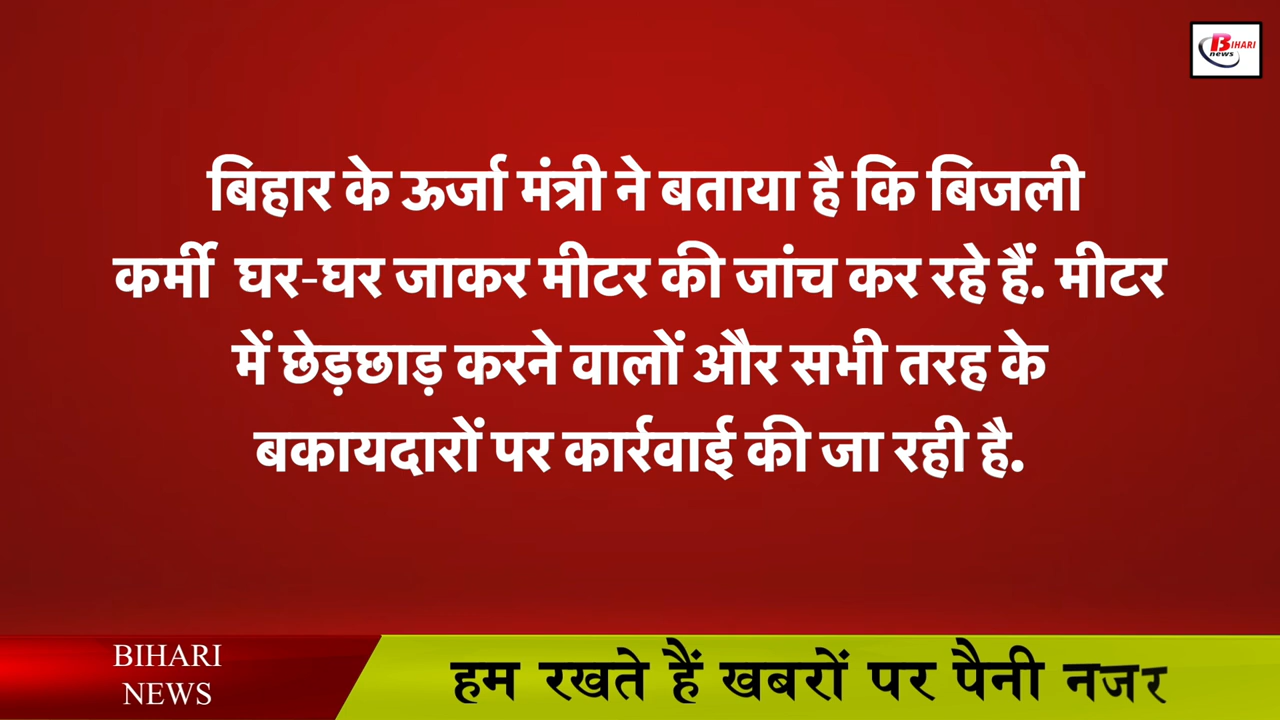 BIHARI
news
बिहार के ऊर्जा मंत्री ने बताया है कि बिजली
कर्मी घर-घर जाकर मीटर की जांच कर रहे हैं. मीटर
में छेड़छाड़ करने वालों और सभी तरह के
बकायदारों पर कार्रवाई की जा रही है.
BIHARI
NEWS
हम रखते हैं खबरों पर पैनी नजर